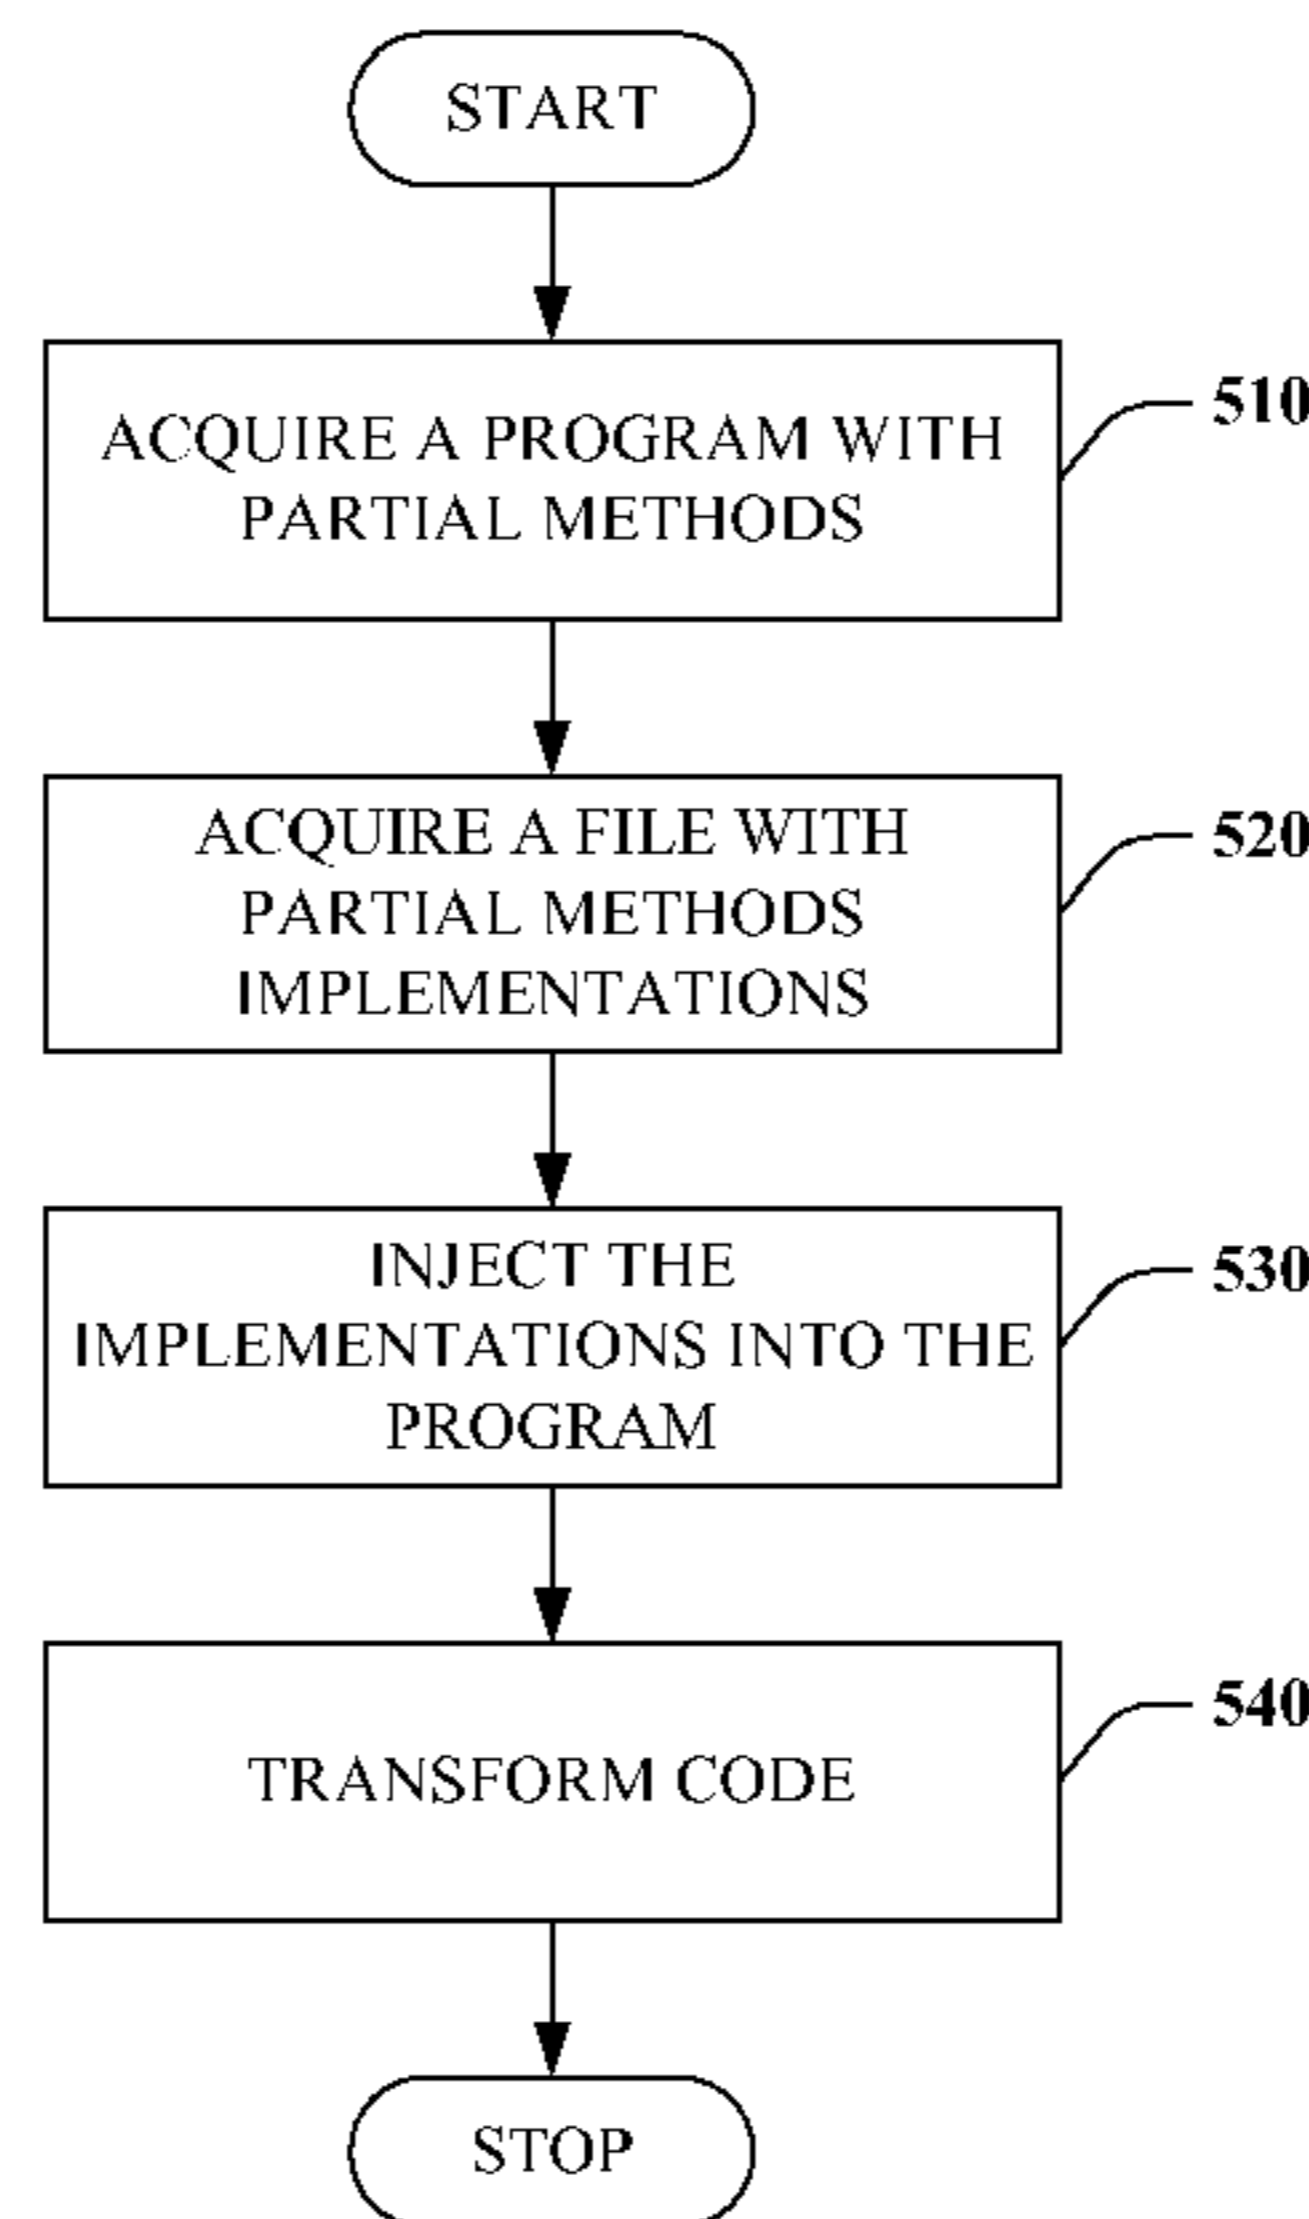 START
ACQUIRE A PROGRAM WITH
PARTIAL METHODS
510
ACQUIRE A FILE WITH
PARTIAL METHODS
IMPLEMENTATIONS
520
INJECT THE
IMPLEMENTATIONS INTO THE
PROGRAM
530
TRANSFORM CODE
540
STOP